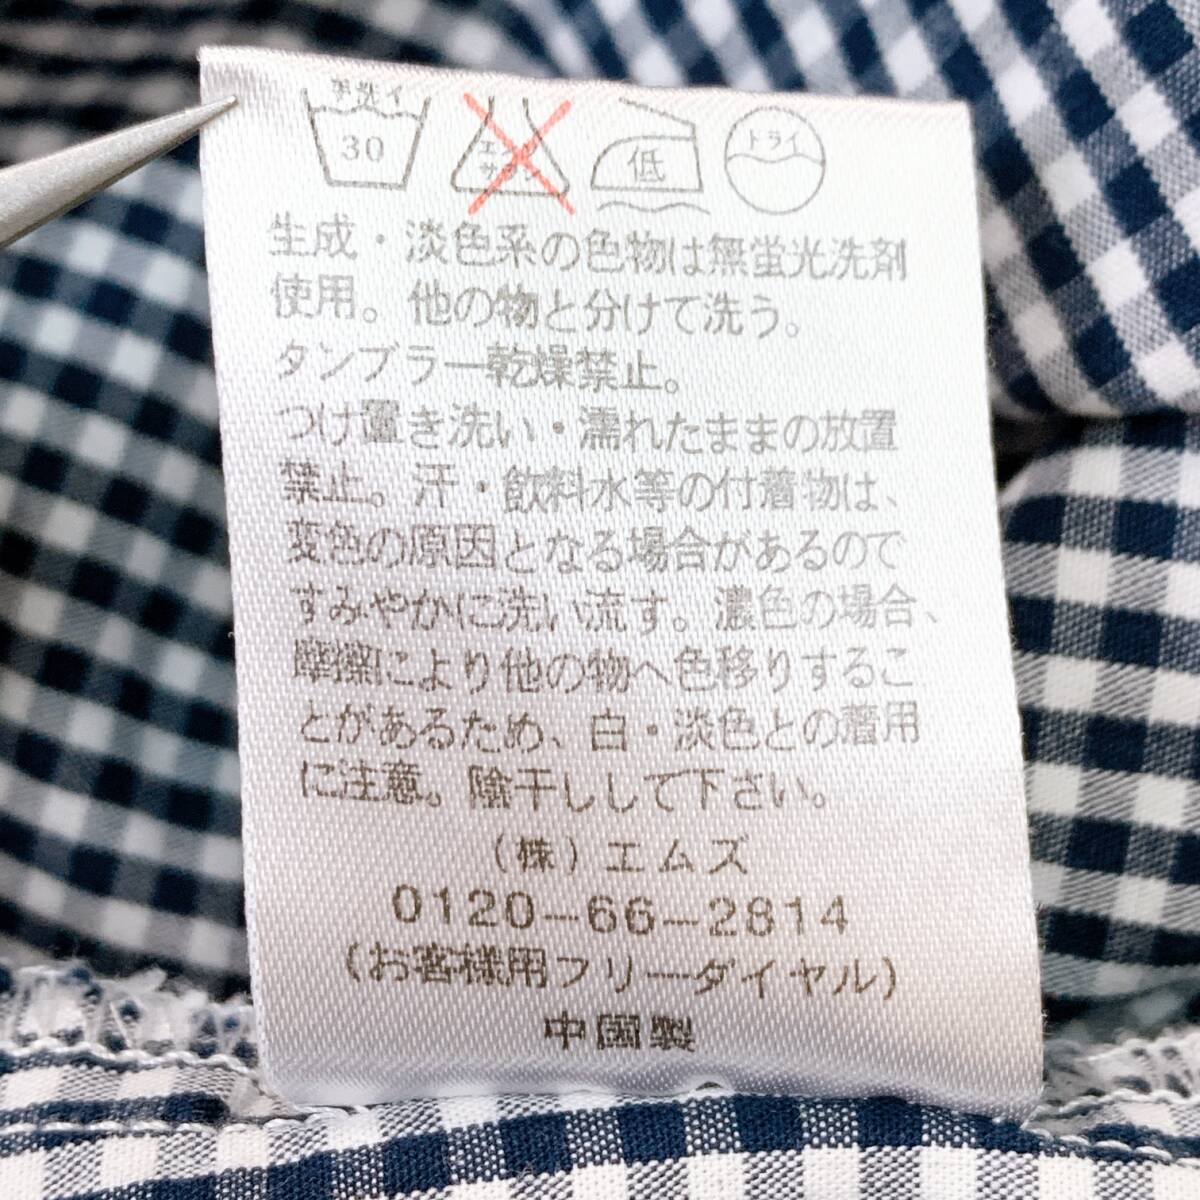 手洗イ
30
エンソサラシ
低
ドライ
生成・淡色系の色物は無蛍光洗剤
使用。他の物と分けて洗う。
タンブラー乾燥禁止。
つけ置き洗い・濡れたままの放置
禁止。汗・飲料水等の付着物は、
変色の原因となる場合があるので
すみやかに洗い流す。濃色の場合、
摩擦により他の物へ色移りするこ
とがあるため、白・淡色との着用
に注意。陰干しして下さい。
(株)エムズ
0120-66-2814
(お客様用フリーダイヤル)
中国製